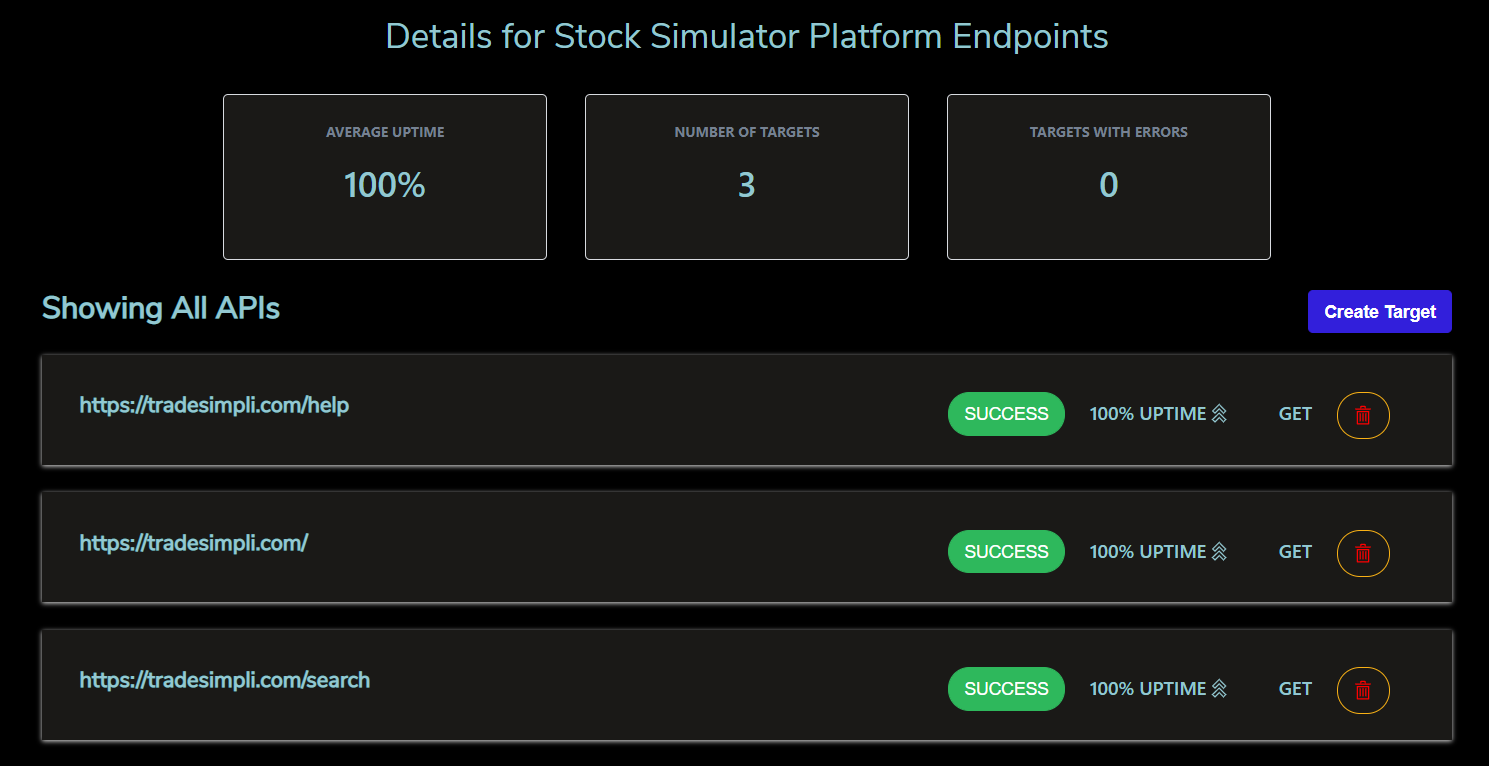 Details for Stock Simulator Platform Endpoints
AVERAGE UPTIME
100%
NUMBER OF TARGETS
3
TARGETS WITH ERRORS
0
Showing All APIs
Create Target
https://tradesimpli.com/help
SUCCESS
100% UPTIME
GET
https://tradesimpli.com/
SUCCESS
100% UPTIME
GET
https://tradesimpli.com/search
SUCCESS
100% UPTIME
GET